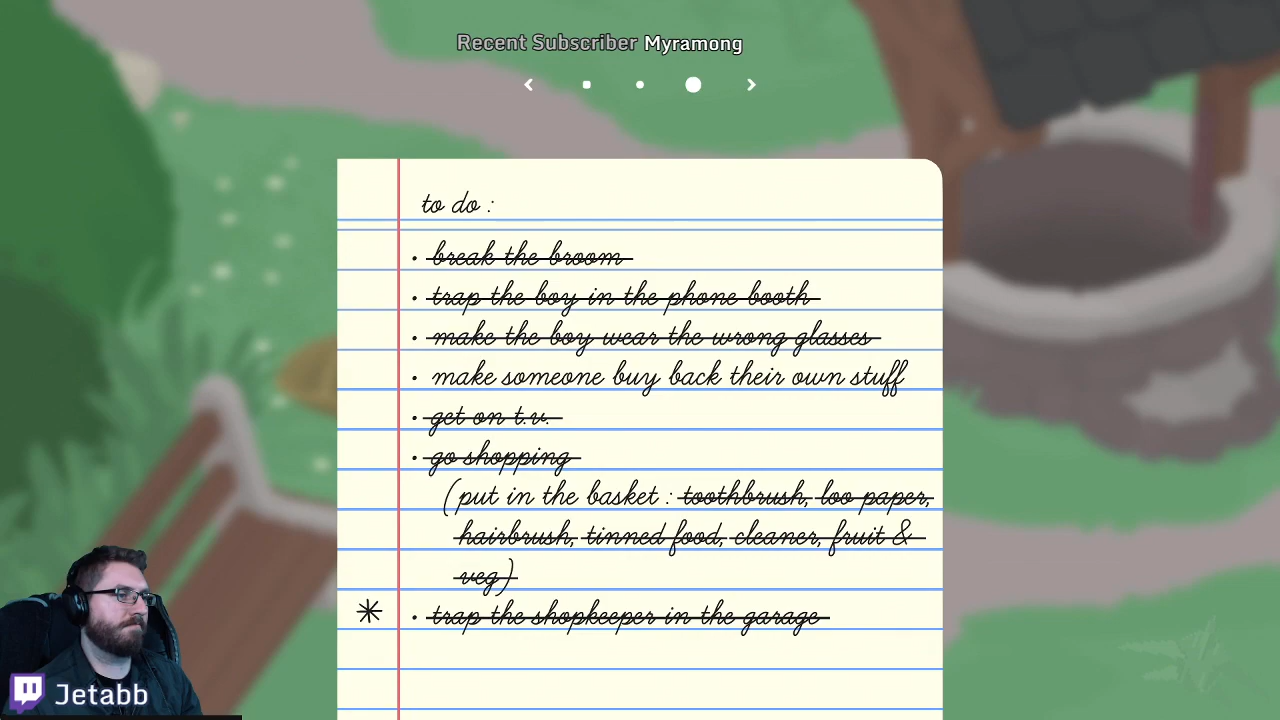 Recent Subscriber Myramong
to do :
• break the broom
• trap the boy in the phone booth
• make the boy wear the wrong glasses
• make someone buy back their own stuff
• get on t.v.
• go shopping
(put in the basket : toothbrush, loo paper,
hairbrush, tinned food, cleaner, fruit &
veg)
• trap the shopkeeper in the garage
Jetabb